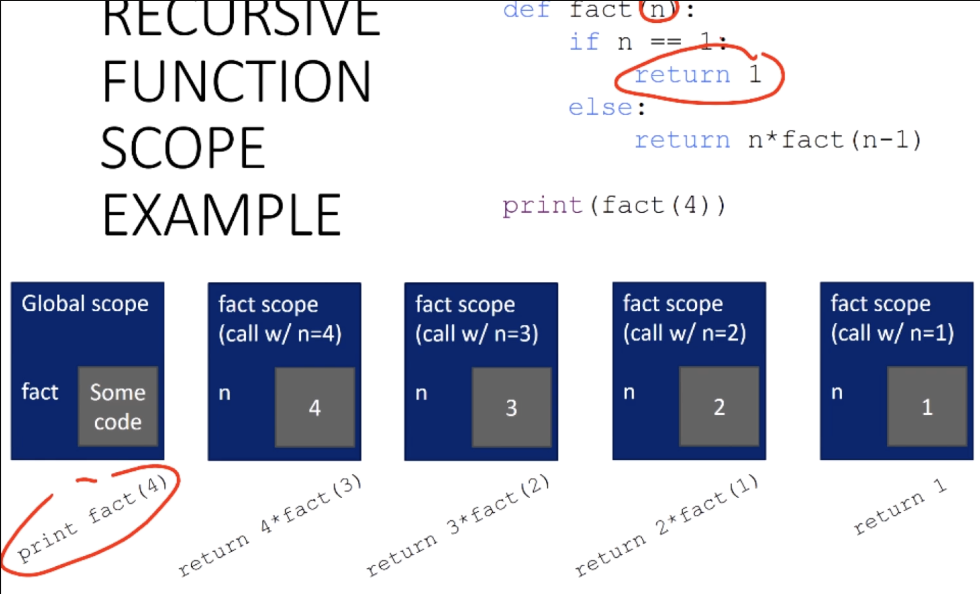 RECURSIVE
FUNCTION
SCOPE
EXAMPLE
def fact(n):
if n == 1:
return 1
else:
return n*fact(n-1)
print(fact(4))
Global scope
fact
Some
code
fact scope
(call w/ n=4)
n
4
fact scope
(call w/ n=3)
n
3
fact scope
(call w/ n=2)
n
2
fact scope
(call w/ n=1)
n
1
print fact(4)
return 4*fact(3)
return 3*fact(2)
return 2*fact(1)
return 1